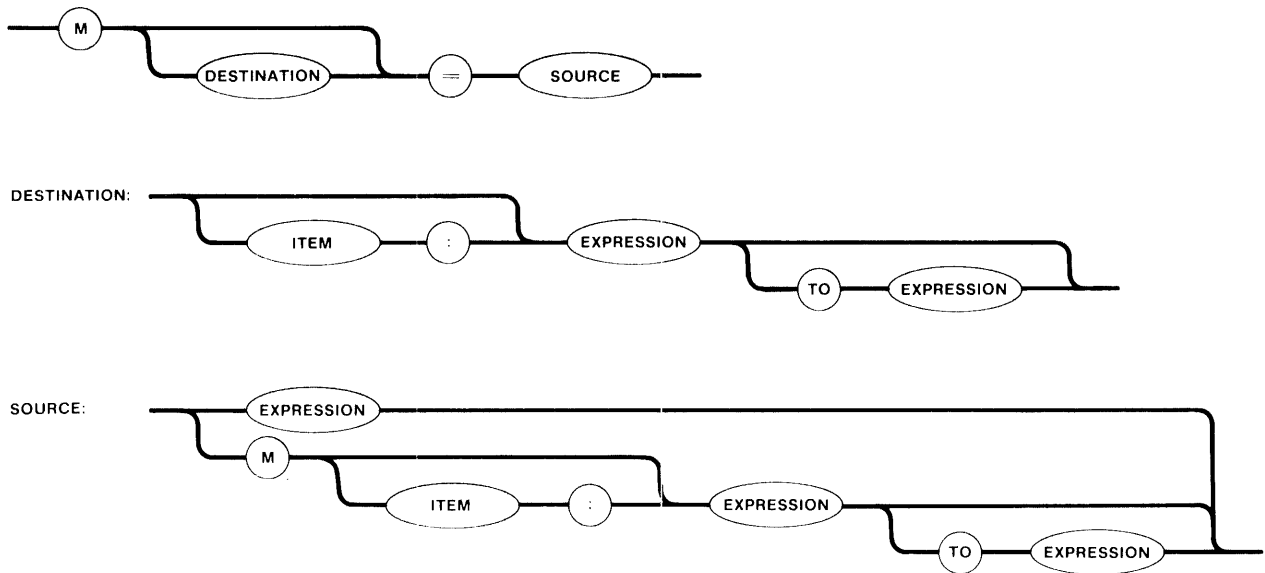 M
DESTINATION = SOURCE
DESTINATION:
ITEM : EXPRESSION
TO EXPRESSION
SOURCE: EXPRESSION
M
ITEM : EXPRESSION
TO EXPRESSION